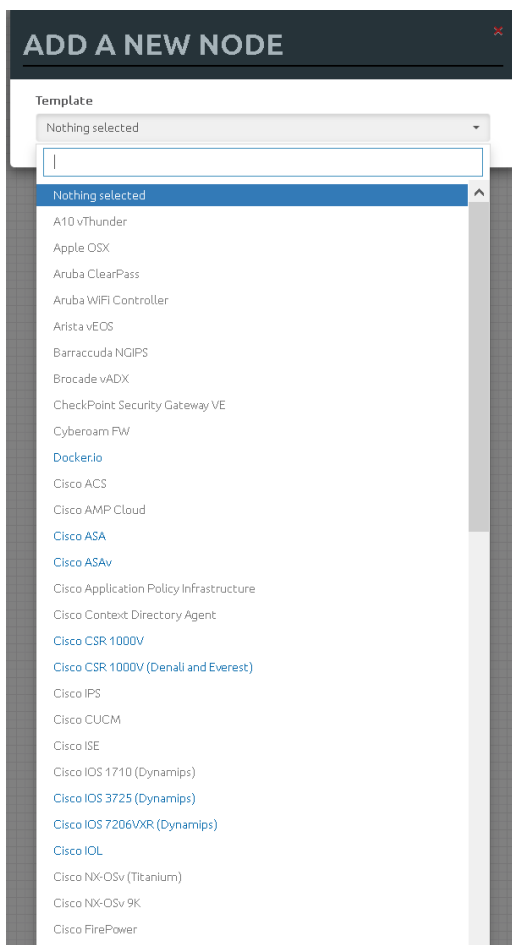 ADD A NEW NODE
Template
Nothing selected
Nothing selected
A10 vThunder
Apple OSX
Aruba ClearPass
Aruba WiFi Controller
Arista vEOS
Barraccuda NGIPS
Brocade vADX
CheckPoint Security Gateway VE
Cyberoam FW
Docker.io
Cisco ACS
Cisco AMP Cloud
Cisco ASA
Cisco ASAv
Cisco Application Policy Infrastructure
Cisco Context Directory Agent
Cisco CSR 1000V
Cisco CSR 1000V (Denali and Everest)
Cisco IPS
Cisco CUCM
Cisco ISE
Cisco IOS 1710 (Dynamips)
Cisco IOS 3725 (Dynamips)
Cisco IOS 7206VXR (Dynamips)
Cisco IOL
Cisco NX-OSv (Titanium)
Cisco NX-OSv 9K
Cisco FirePower